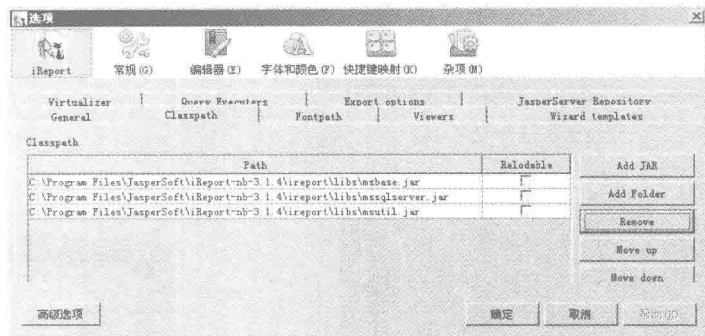 选项
iReport 常规(G) 编辑器(E) 字体和颜色(F) 快捷键映射(K) 杂项(M)
Virtualizer Query Executers Export options JasperServer Repository
General Classpath Fontpath Viewers Wizard templates
Classpath
Path Relodable
C:\Program Files\JasperSoft\iReport-nb-3.1.4\ireport\libs\msbase.jar
C:\Program Files\JasperSoft\iReport-nb-3.1.4\ireport\libs\mssqlserver.jar
C:\Program Files\JasperSoft\iReport-nb-3.1.4\ireport\libs\msutil.jar
Add JAR
Add Folder
Remove
Move up
Move down
高级选项 确定 取消